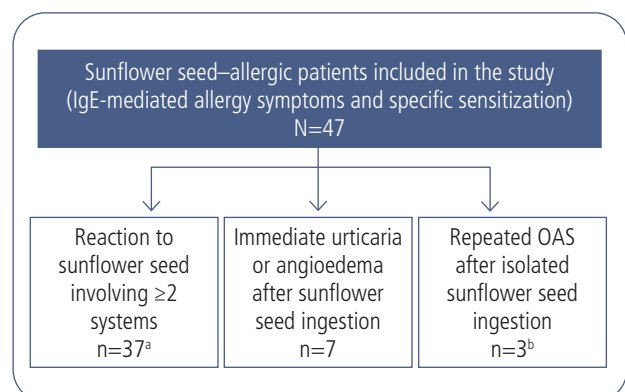 Sunflower seed–allergic patients included in the study
(IgE-mediated allergy symptoms and specific sensitization)
N=47
Reaction to
sunflower seed
involving ≥2
systems
n=37ᵃ
Immediate urticaria
or angioedema
after sunflower
seed ingestion
n=7
Repeated OAS
after isolated
sunflower seed
ingestion
n=3ᵇ